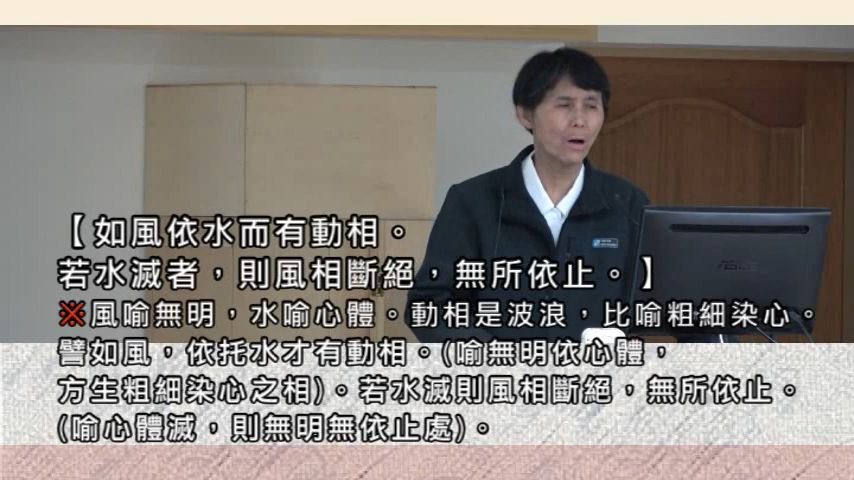 【如風依水而有動相。
若水滅者，則風相斷絕，無所依止。】
※風喻無明，水喻心體。動相是波浪，比喻粗細染心。
譬如風，依托水才有動相。(喻無明依心體，
方生粗細染心之相)。若水滅則風相斷絕，無所依止。
(喻心體滅，則無明無依止處)。
ASUS